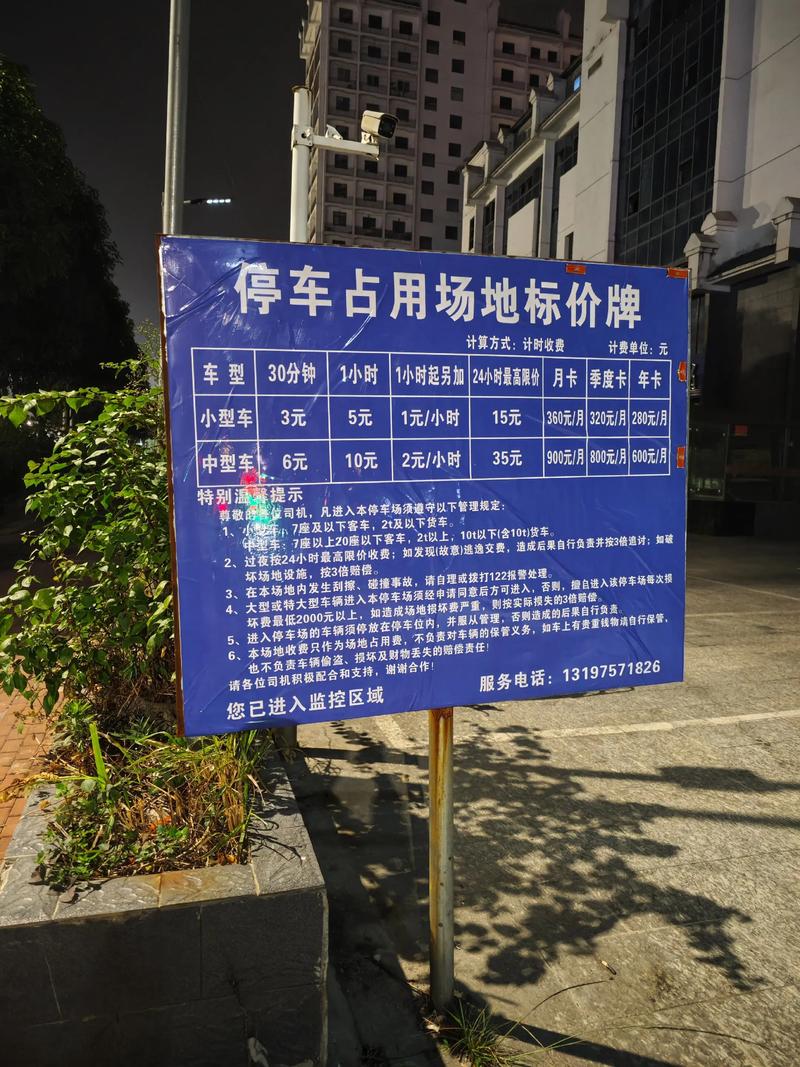 停车占用场地标价牌
计算方式：计时收费 计费单位：元
车型 30分钟 1小时 1小时起另加 24小时最高限价 月卡 季度卡 年卡
小型车 3元 5元 1元/小时 15元 360元/月 320元/月 280元/月
中型车 6元 10元 2元/小时 35元 900元/月 800元/月 600元/月
特别温馨提示
尊敬的各位司机，凡进入本停车场须遵守以下管理规定：
1、小型车：7座及以下客车，2t及以下货车。
中型车：7座以上20座以下客车，2t以上，10t以下(含10t)货车。
2、过夜按24小时最高限价收费；如发现(故意)逃逸交费，造成后果自行负责并按3倍追讨；如破
坏场地设施，按3倍赔偿。
3、在本场地内发生刮擦、碰撞事故，请自理或拨打122报警处理。
4、大型或特大型车辆进入本停车场须经申请同意后方可进入，否则，擅自进入该停车场每次损
坏费最低2000元以上，如造成场地损坏费严重，则按实际损失的3倍赔偿。
5、进入停车场的车辆须停放在停车位内，并服从管理，否则造成的后果自行负责。
6、本场地收费只作为场地占用费，不负责对车辆的保管义务，如车上有贵重钱物请自行保管，
也不负责车辆偷盗、损坏及财物丢失的赔偿责任！
请各位司机积极配合和支持，谢谢合作！
您已进入监控区域 服务电话：13197571826